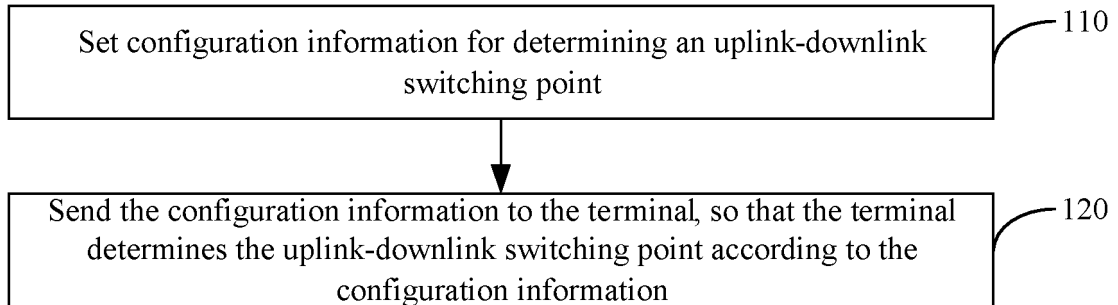 Set configuration information for determining an uplink-downlink
switching point
110
Send the configuration information to the terminal, so that the terminal
determines the uplink-downlink switching point according to the
configuration information
120